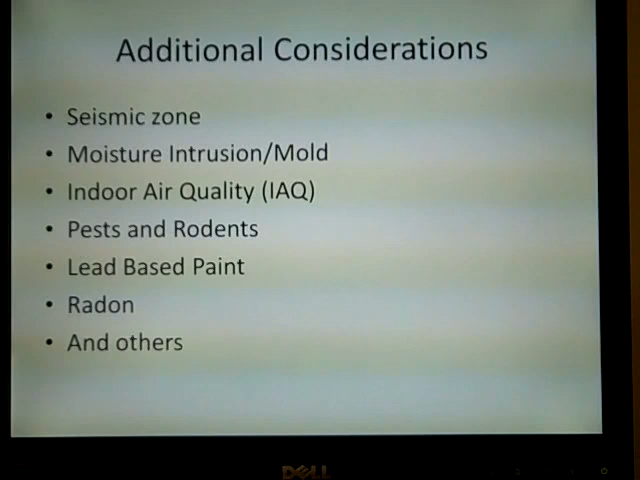 Additional Considerations
• Seismic zone
• Moisture Intrusion/Mold
• Indoor Air Quality (IAQ)
• Pests and Rodents
• Lead Based Paint
• Radon
• And others
DELL